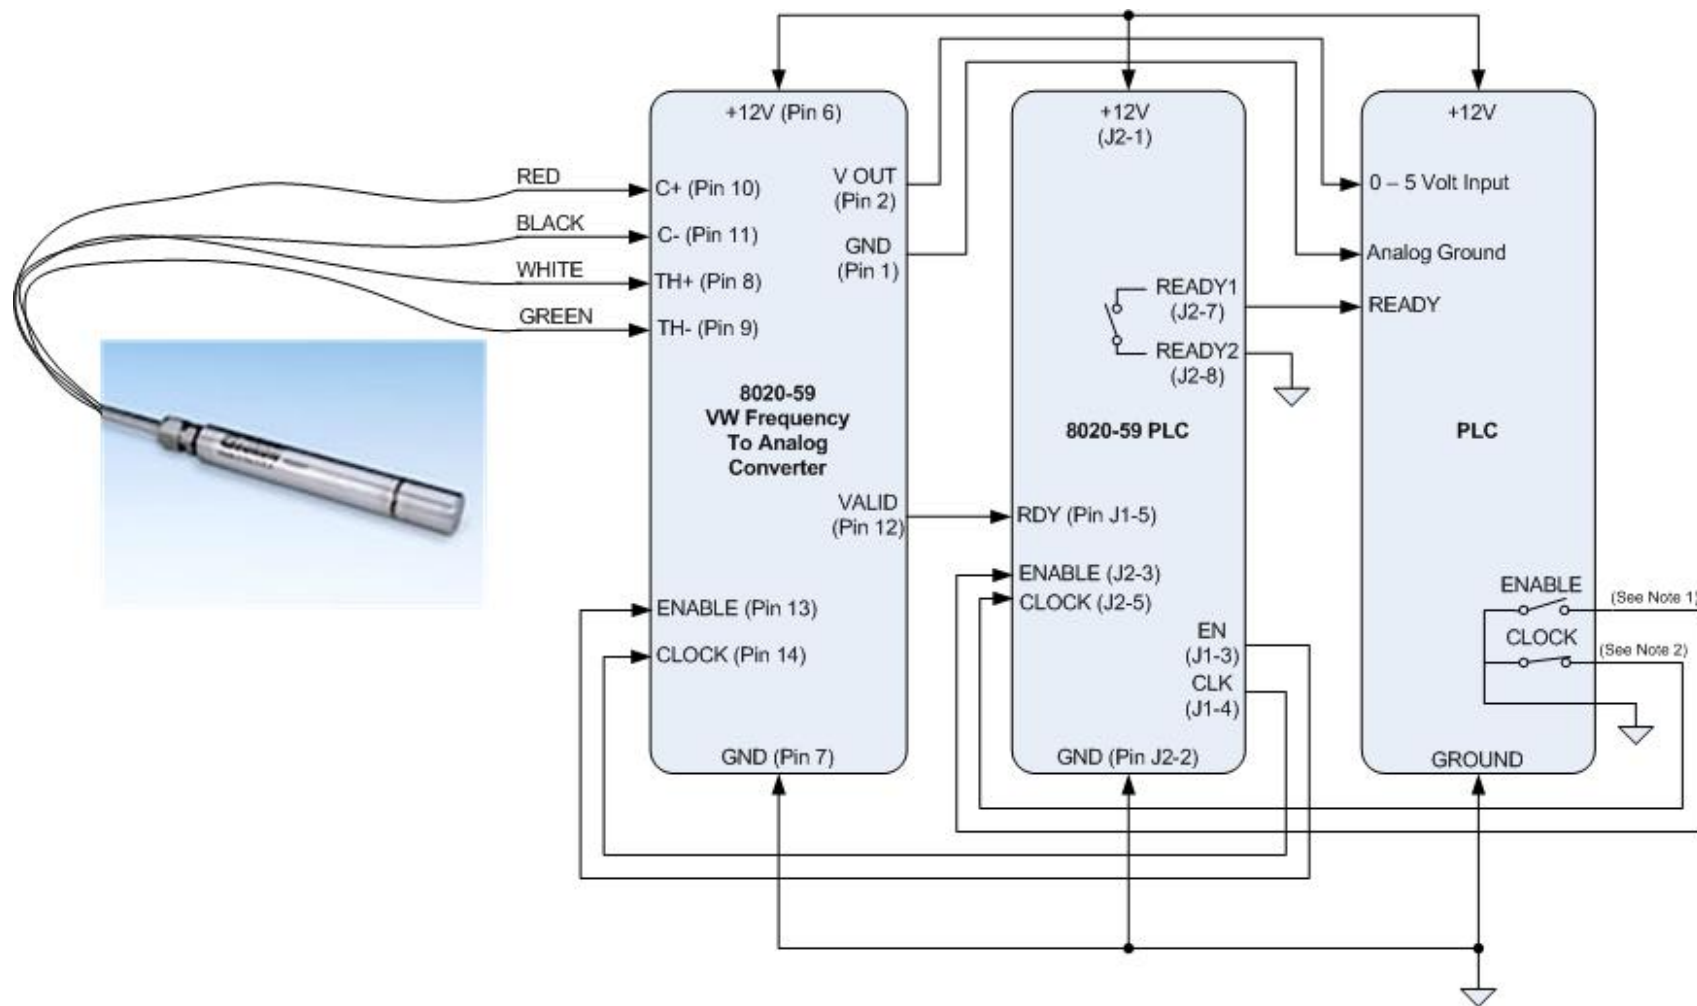 +12V (Pin 6)
+12V
(J2-1)
+12V
RED
C+ (Pin 10)
V OUT
(Pin 2)
0 – 5 Volt Input
BLACK
C- (Pin 11)
GND
(Pin 1)
Analog Ground
WHITE
TH+ (Pin 8)
READY1
(J2-7)
READY
GREEN
TH- (Pin 9)
READY2
(J2-8)
8020-59
VW Frequency
To Analog
Converter
8020-59 PLC
PLC
VALID
(Pin 12)
RDY (Pin J1-5)
ENABLE (J2-3)
CLOCK (J2-5)
ENABLE
(See Note 1)
ENABLE (Pin 13)
EN
(J1-3)
CLOCK
(See Note 2)
CLOCK (Pin 14)
CLK
(J1-4)
GND (Pin 7)
GND (Pin J2-2)
GROUND